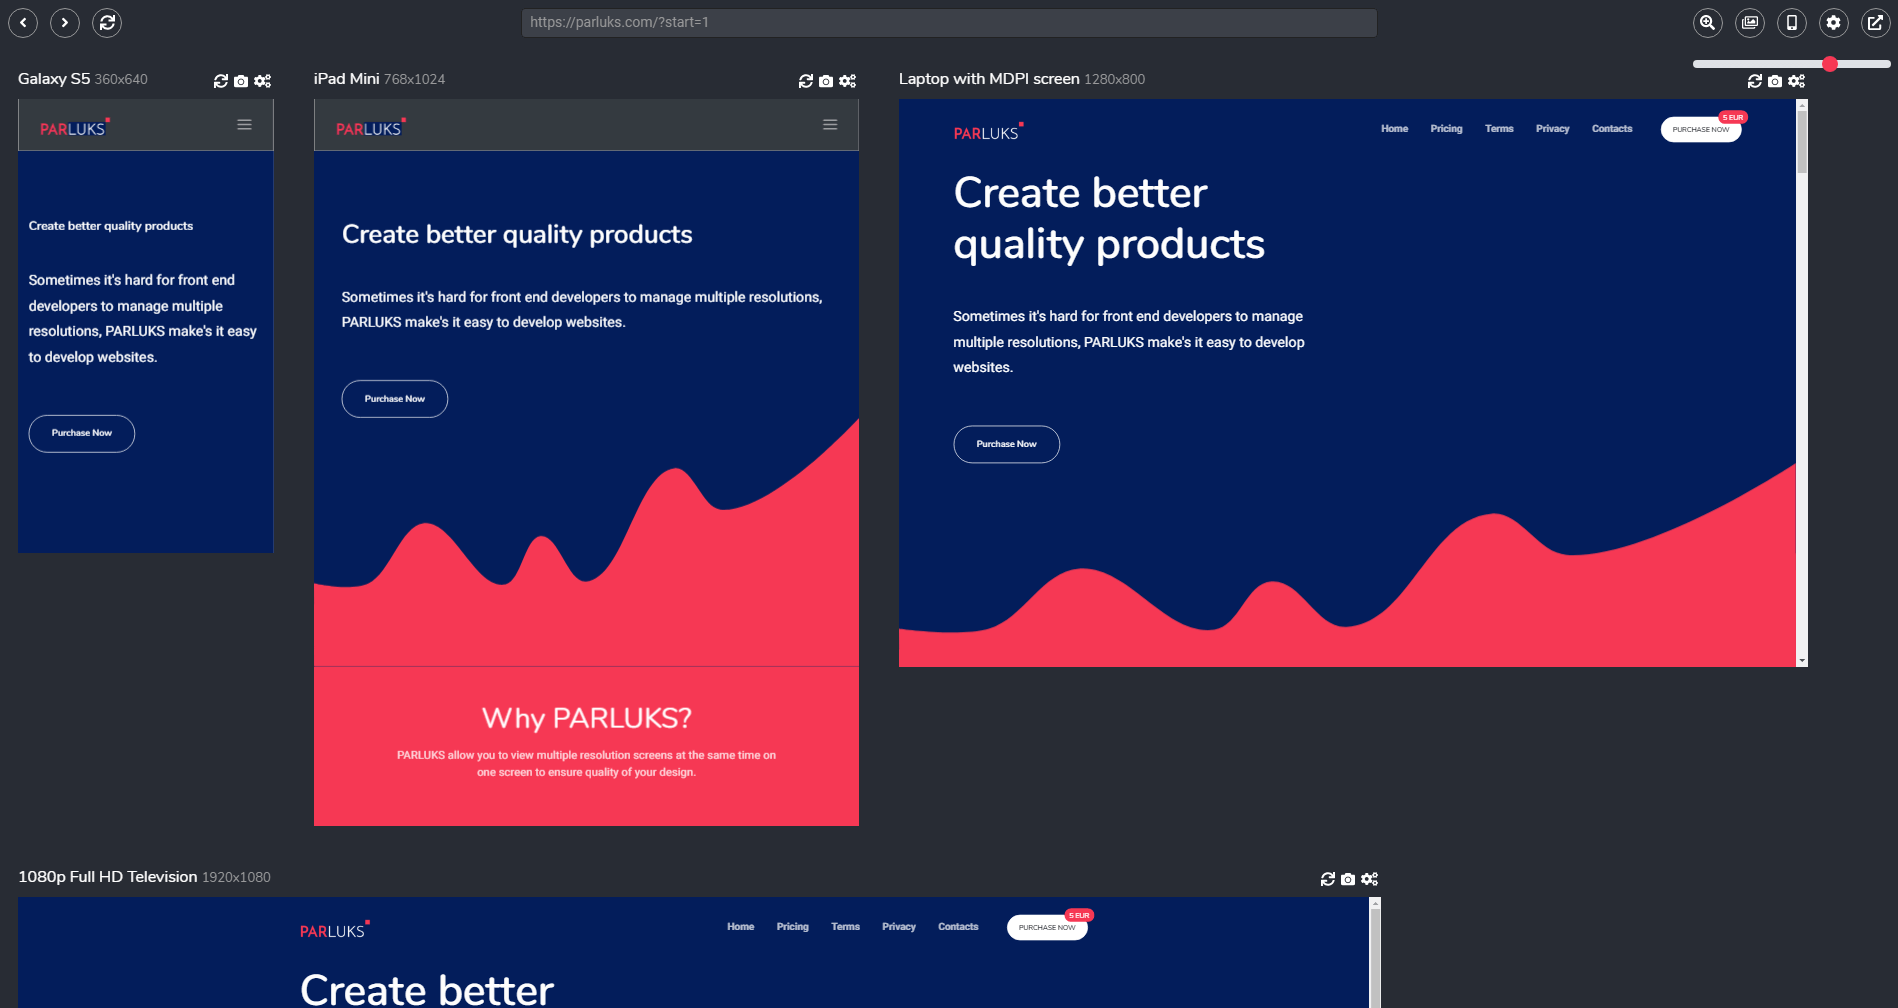 https://parluks.com/?start=1
Galaxy S5 360x640
PARLUKS
Create better quality products
Sometimes it's hard for front end
developers to manage multiple
resolutions, PARLUKS make's it easy
to develop websites.
Purchase Now
iPad Mini 768x1024
PARLUKS
Create better quality products
Sometimes it's hard for front end developers to manage multiple resolutions,
PARLUKS make's it easy to develop websites.
Purchase Now
Why PARLUKS?
PARLUKS allow you to view multiple resolution screens at the same time on
one screen to ensure quality of your design.
Laptop with MDPI screen 1280x800
PARLUKS
Home Pricing Terms Privacy Contacts
5 EUR
PURCHASE NOW
Create better
quality products
Sometimes it's hard for front end developers to manage
multiple resolutions, PARLUKS make's it easy to develop
websites.
Purchase Now
1080p Full HD Television 1920x1080
PARLUKS
Home Pricing Terms Privacy Contacts
5 EUR
PURCHASE NOW
Create better